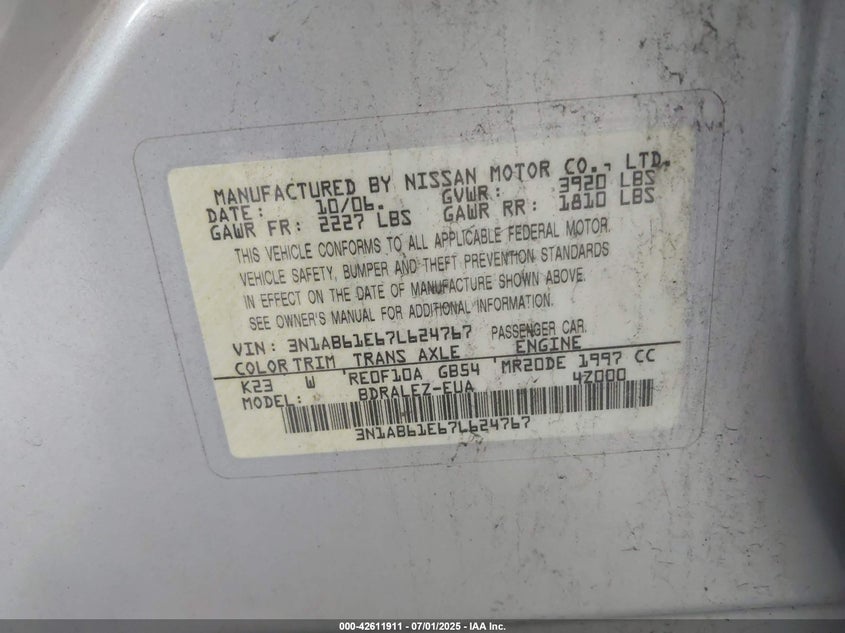 MANUFACTURED BY NISSAN MOTOR CO., LTD.
DATE: 10/06. GVWR: 3920 LBS
GAWR FR: 2227 LBS GAWR RR: 1810 LBS
THIS VEHICLE CONFORMS TO ALL APPLICABLE FEDERAL MOTOR
VEHICLE SAFETY, BUMPER AND THEFT PREVENTION STANDARDS
IN EFFECT ON THE DATE OF MANUFACTURE SHOWN ABOVE.
SEE OWNER'S MANUAL FOR ADDITIONAL INFORMATION.
VIN: 3N1AB61E67L624767 PASSENGER CAR.
COLOR TRIM TRANS AXLE ENGINE
K23 W RE0F10A GB54 MR20DE 1997 CC
MODEL: BDRALEZ-EUA 4Z000
3N1AB61E67L624767
000-42611911 - 07/01/2025 - IAA Inc.